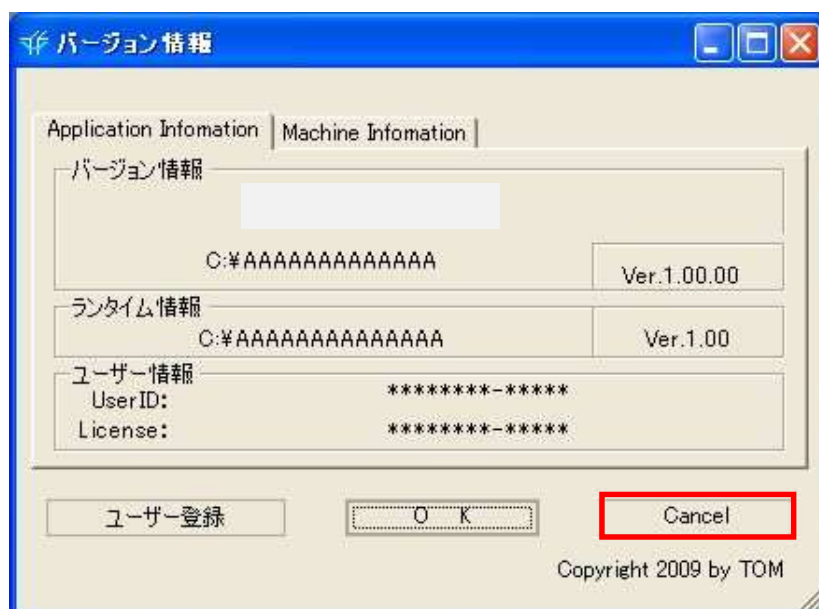 バージョン情報
Application Infomation Machine Infomation
バージョン情報
C:¥AAAAAAAAAAAAA
Ver.1.00.00
ランタイム情報
C:¥AAAAAAAAAAAAAA Ver.1.00
ユーザー情報
UserID: ********-*****
License: ********-*****
ユーザー登録 O K Cancel
Copyright 2009 by TOM